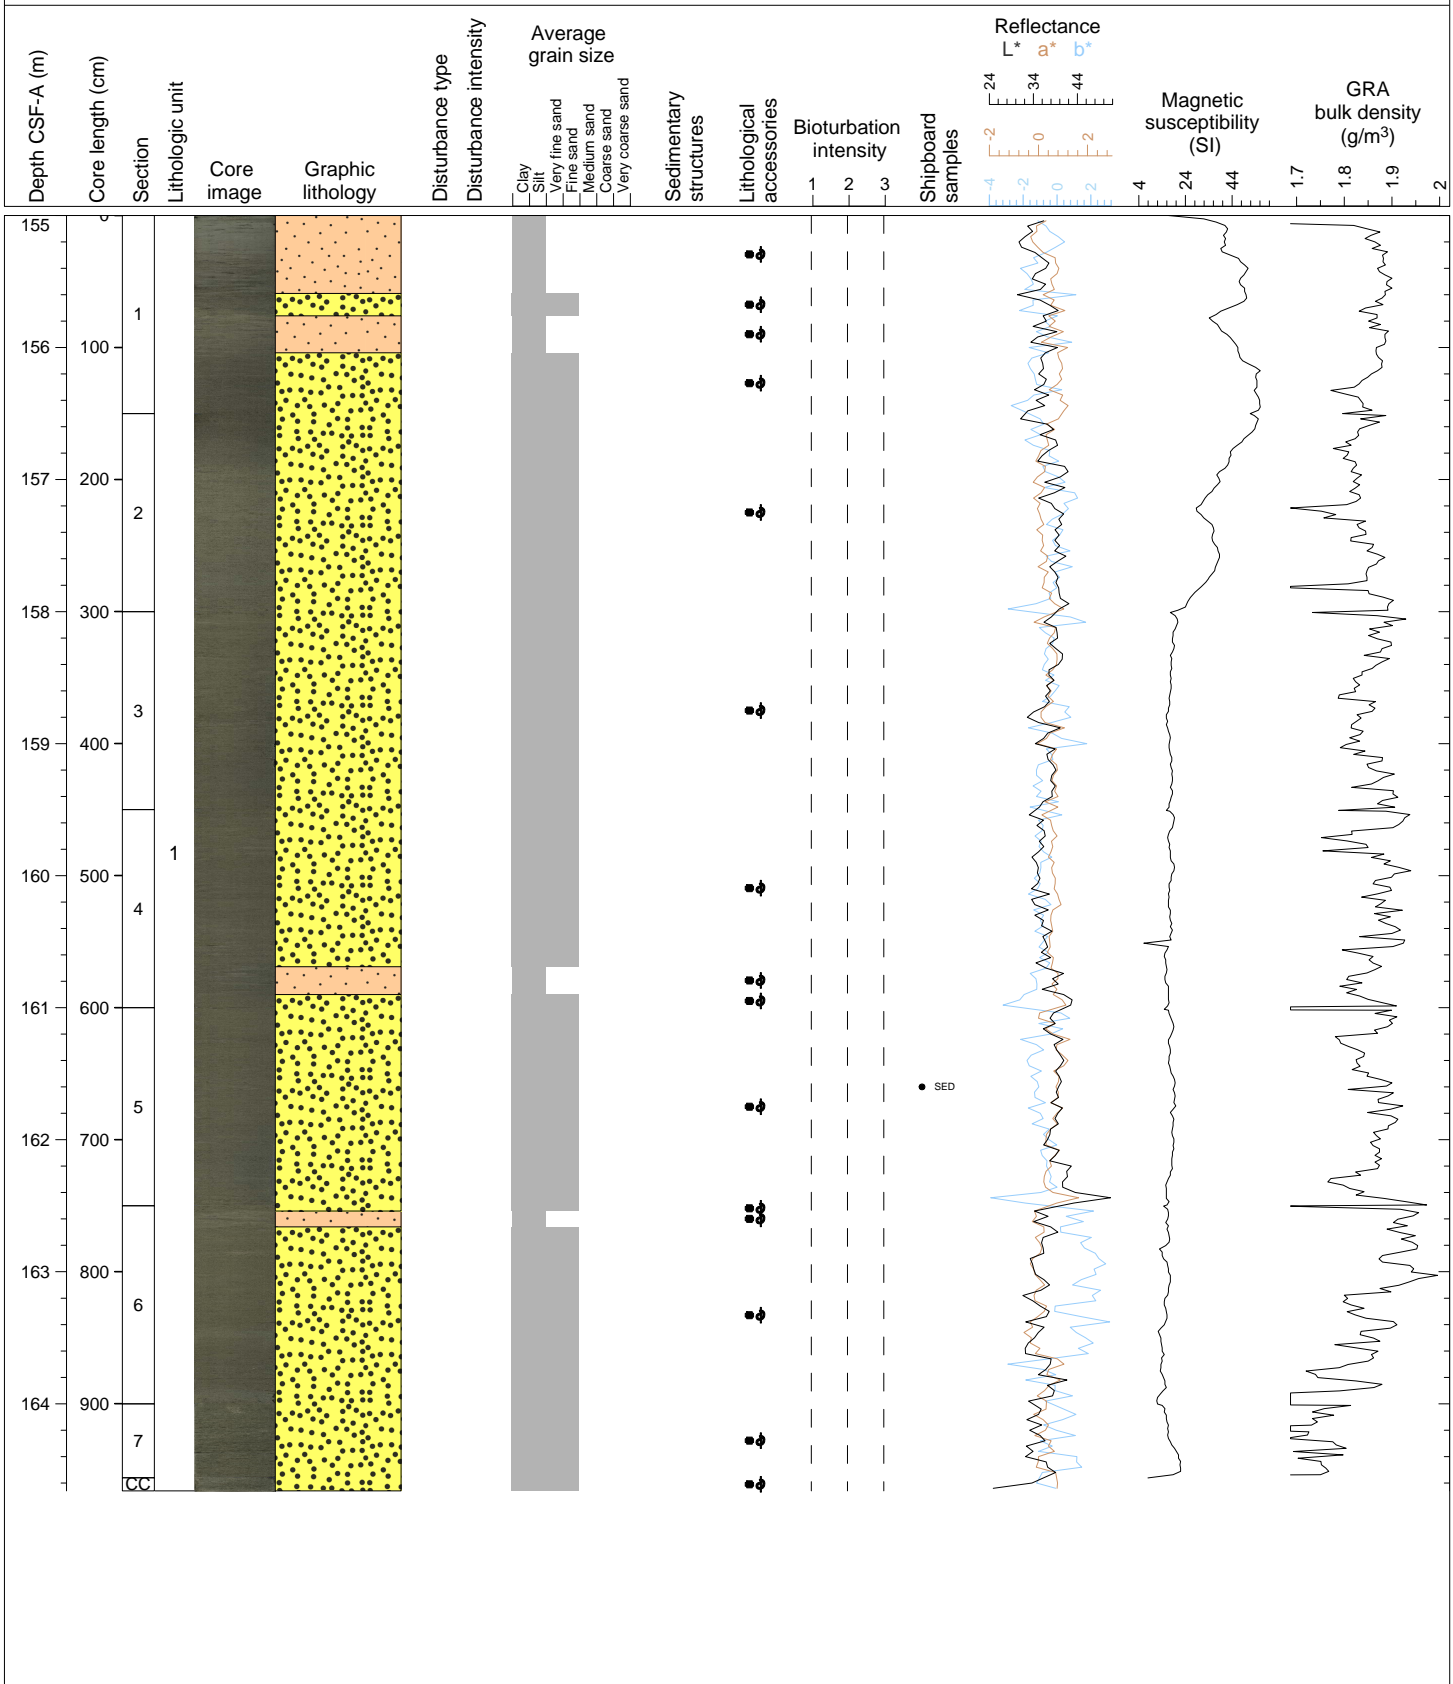 Depth CSF-A (m)
Core length (cm)
Section
Lithologic unit
Core
image
Graphic
lithology
Disturbance type
Disturbance intensity
Average
grain size
Clay
Silt
Very fine sand
Fine sand
Medium sand
Coarse sand
Very coarse sand
Sedimentary
structures
Lithological
accessories
Bioturbation
intensity
1 2 3
Shipboard
samples
Reflectance
L* a* b*
24 34 44
-2 0 2
-4 -2 0 2
Magnetic
susceptibility
(SI)
4 24 44
GRA
bulk density
(g/m³)
1.7 1.8 1.9 2
155 0
1
156 100
157 200
2
158 300
3
159 400
1
160 500
4
161 600
5
SED
162 700
163 800
6
164 900
7
CC